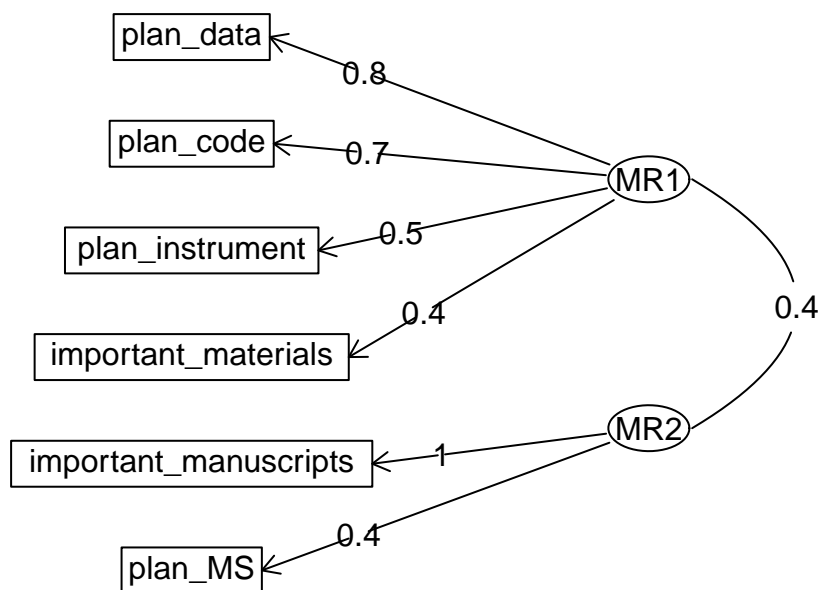 plan_data
0.8
plan_code
0.7
MR1
plan_instrument
0.5
0.4
important_materials
0.4
MR2
important_manuscripts
1
plan_MS
0.4